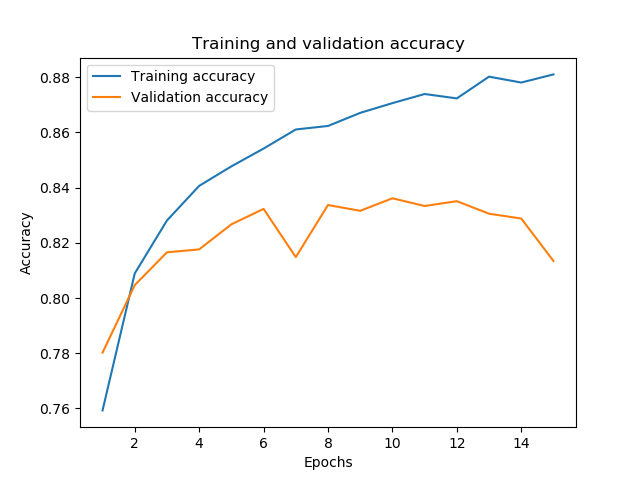 Training and validation accuracy
Training accuracy
Validation accuracy
0.88
0.86
0.84
0.82
0.80
0.78
0.76
Accuracy
2 4 6 8 10 12 14
Epochs